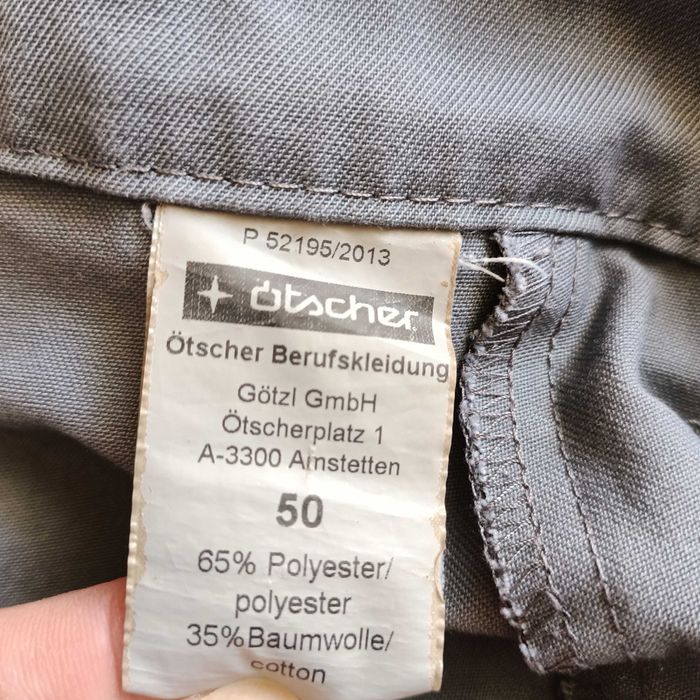 P 52195/2013
ötscher
Ötscher Berufskleidung
Götzl GmbH
Ötscherplatz 1
A-3300 Amstetten
50
65% Polyester/
polyester
35%Baumwolle/
cotton